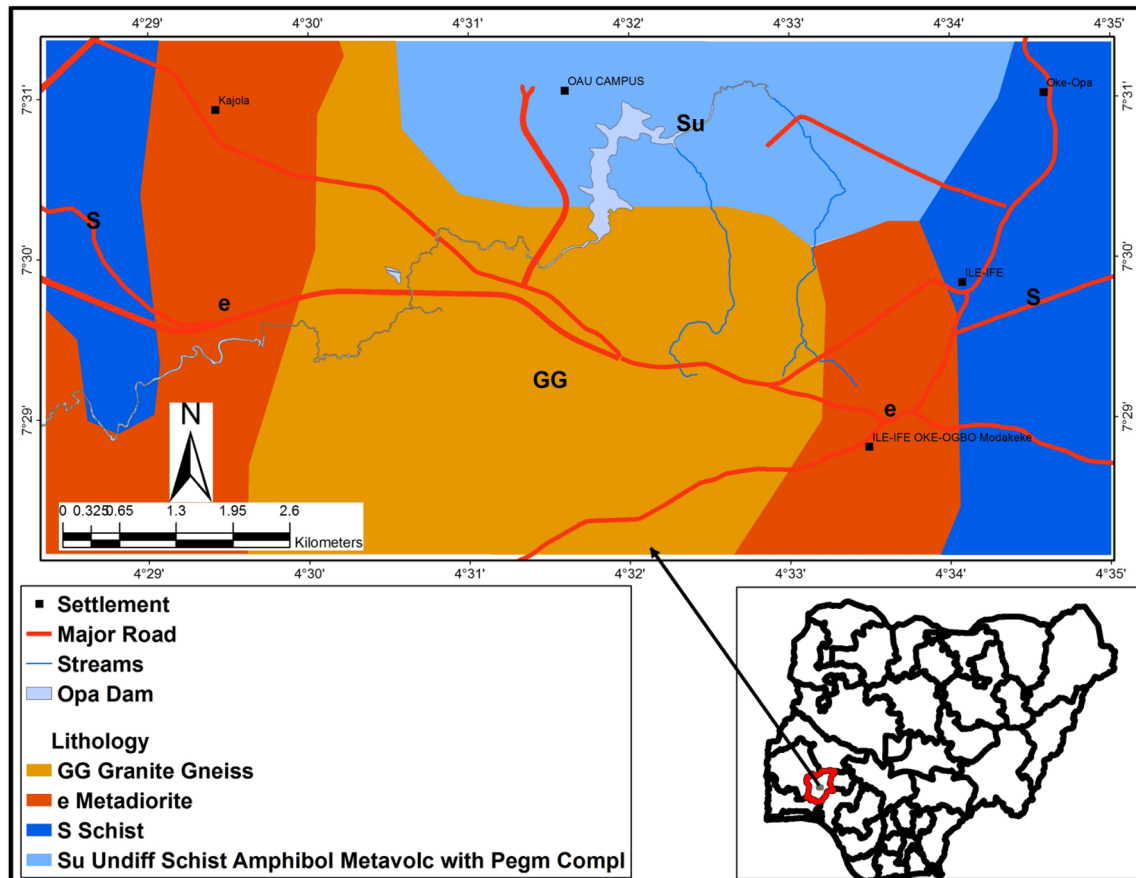 4°29' 4°30' 4°31' 4°32' 4°33' 4°34' 4°35'
7°31' 7°31'
OAU CAMPUS
Oke-Opa
Kajola
Su
S
7°30' 7°30'
ILE-IFE
e
S
GG
7°29' 7°29'
e
ILE-IFE OKE-OGBO Modakeke
N
0 0.325 0.65 1.3 1.95 2.6
Kilometers
4°29' 4°30' 4°31' 4°32' 4°33' 4°34' 4°35'
Settlement
Major Road
Streams
Opa Dam
Lithology
GG Granite Gneiss
e Metadiorite
S Schist
Su Undiff Schist Amphibol Metavolc with Pegm Compl